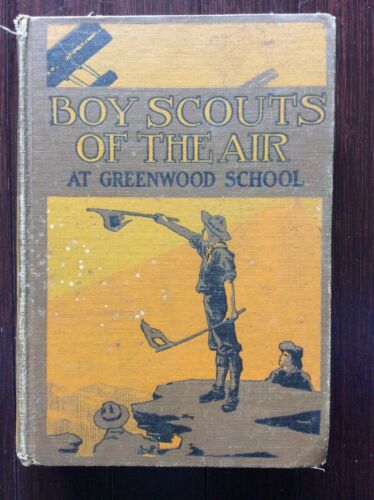 BOY SCOUTS
OF THE AIR
AT GREENWOOD SCHOOL